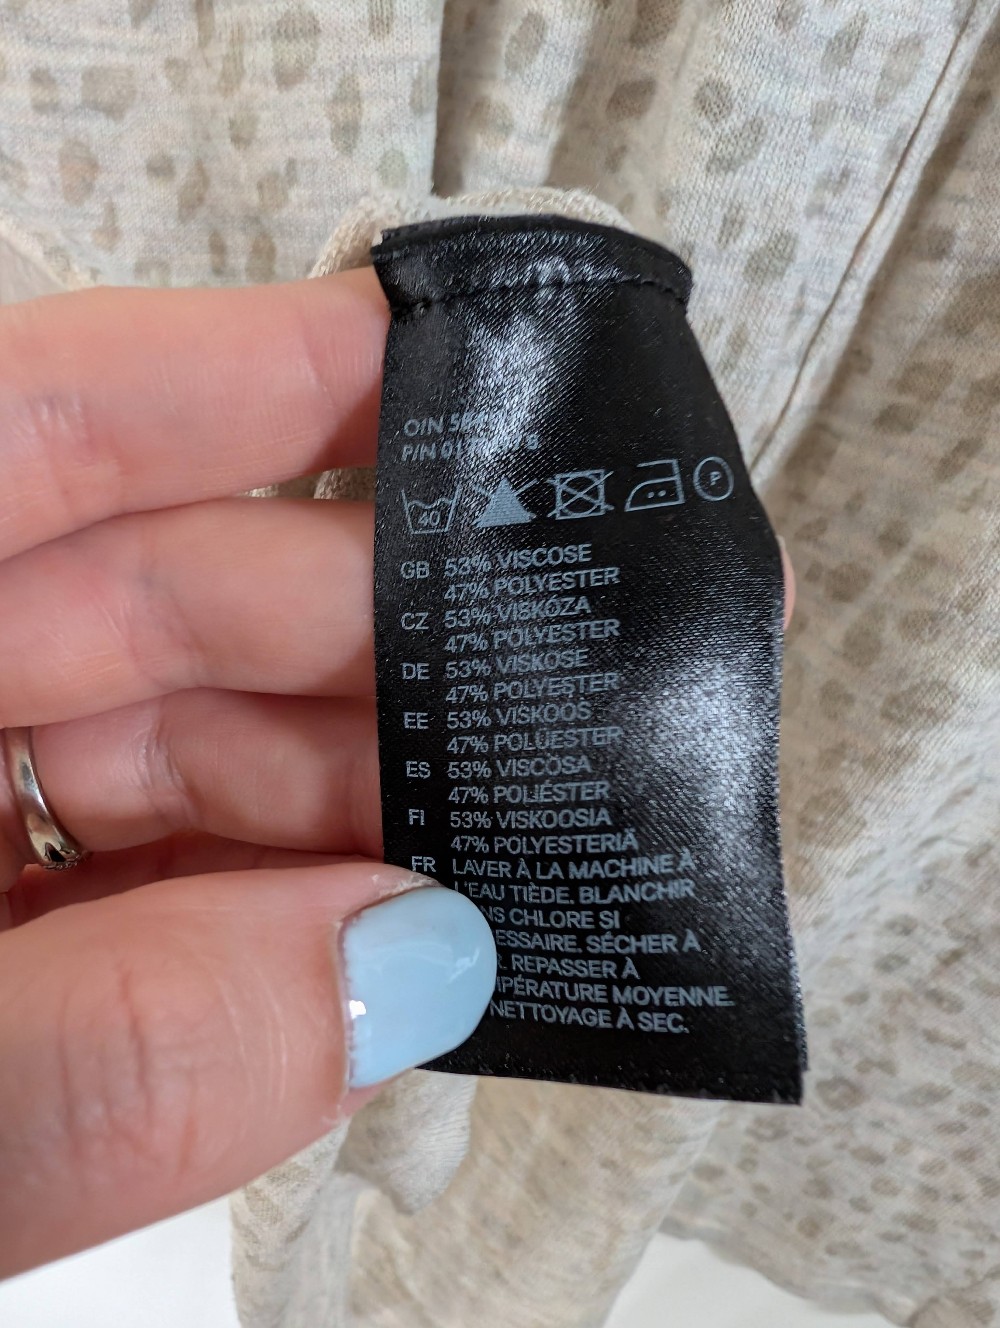 O/N
P/N
40
P
GB 53% VISCOSE
47% POLYESTER
CZ 53% VISKÓZA
47% POLYESTER
DE 53% VISKOSE
47% POLYESTER
EE 53% VISKOOS
47% POLÜESTER
ES 53% VISCOSA
47% POLIÉSTER
FI 53% VISKOOSIA
47% POLYESTERIÄ
FR LAVER À LA MACHINE À
L'EAU TIÈDE. BLANCHIR
CHLORE SI
SÉCHER À
REPASSER À
MOYENNE.
NETTOYAGE À SEC.